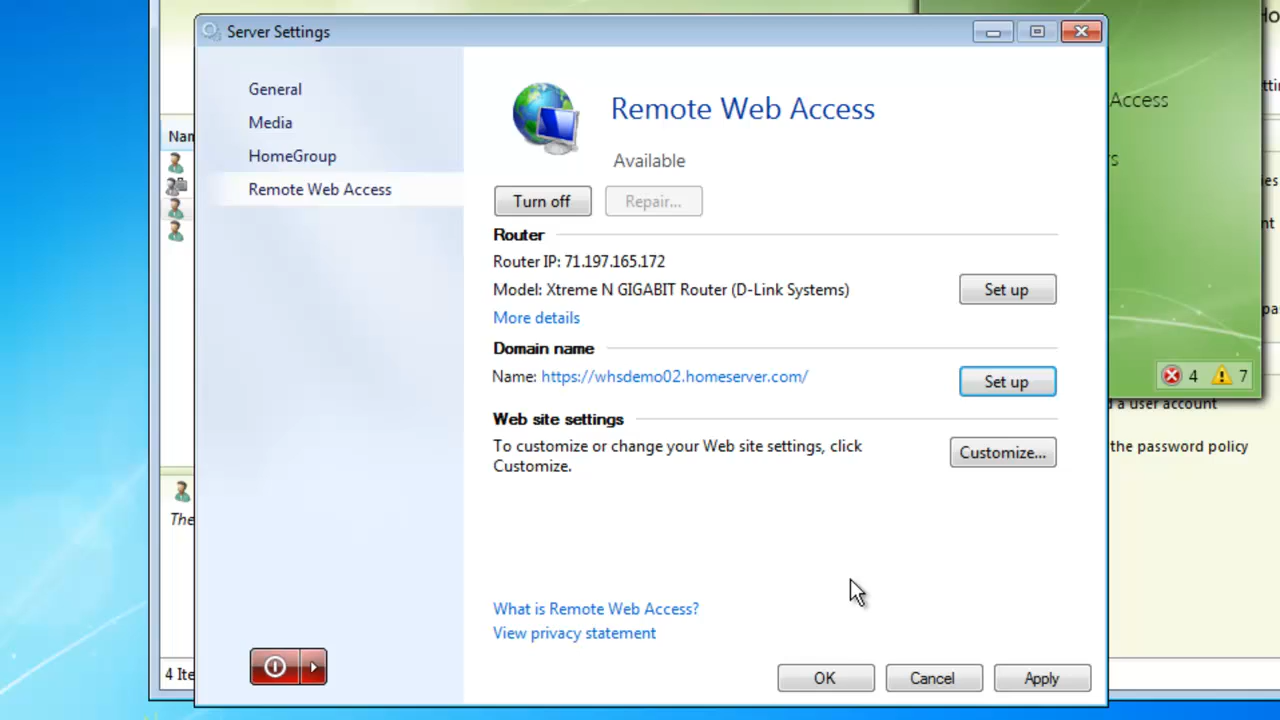 Server Settings
General
Media
HomeGroup
Remote Web Access
Remote Web Access
Available
Turn off
Repair...
Router
Router IP: 71.197.165.172
Model: Xtreme N GIGABIT Router (D-Link Systems)
Set up
More details
Domain name
Name: https://whsdemo02.homeserver.com/
Set up
Web site settings
To customize or change your Web site settings, click
Customize.
Customize...
What is Remote Web Access?
View privacy statement
OK
Cancel
Apply
Nam
The
4 Ite
Access
4
7
d a user account
the password policy